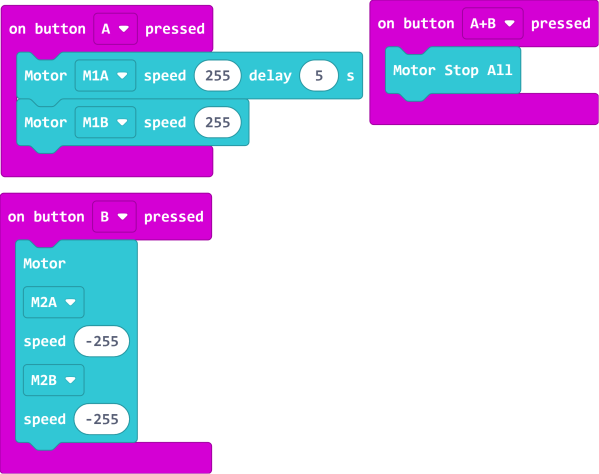 on button A pressed
Motor M1A speed 255 delay 5 s
Motor M1B speed 255
on button A+B pressed
Motor Stop All
on button B pressed
Motor
M2A
speed -255
M2B
speed -255